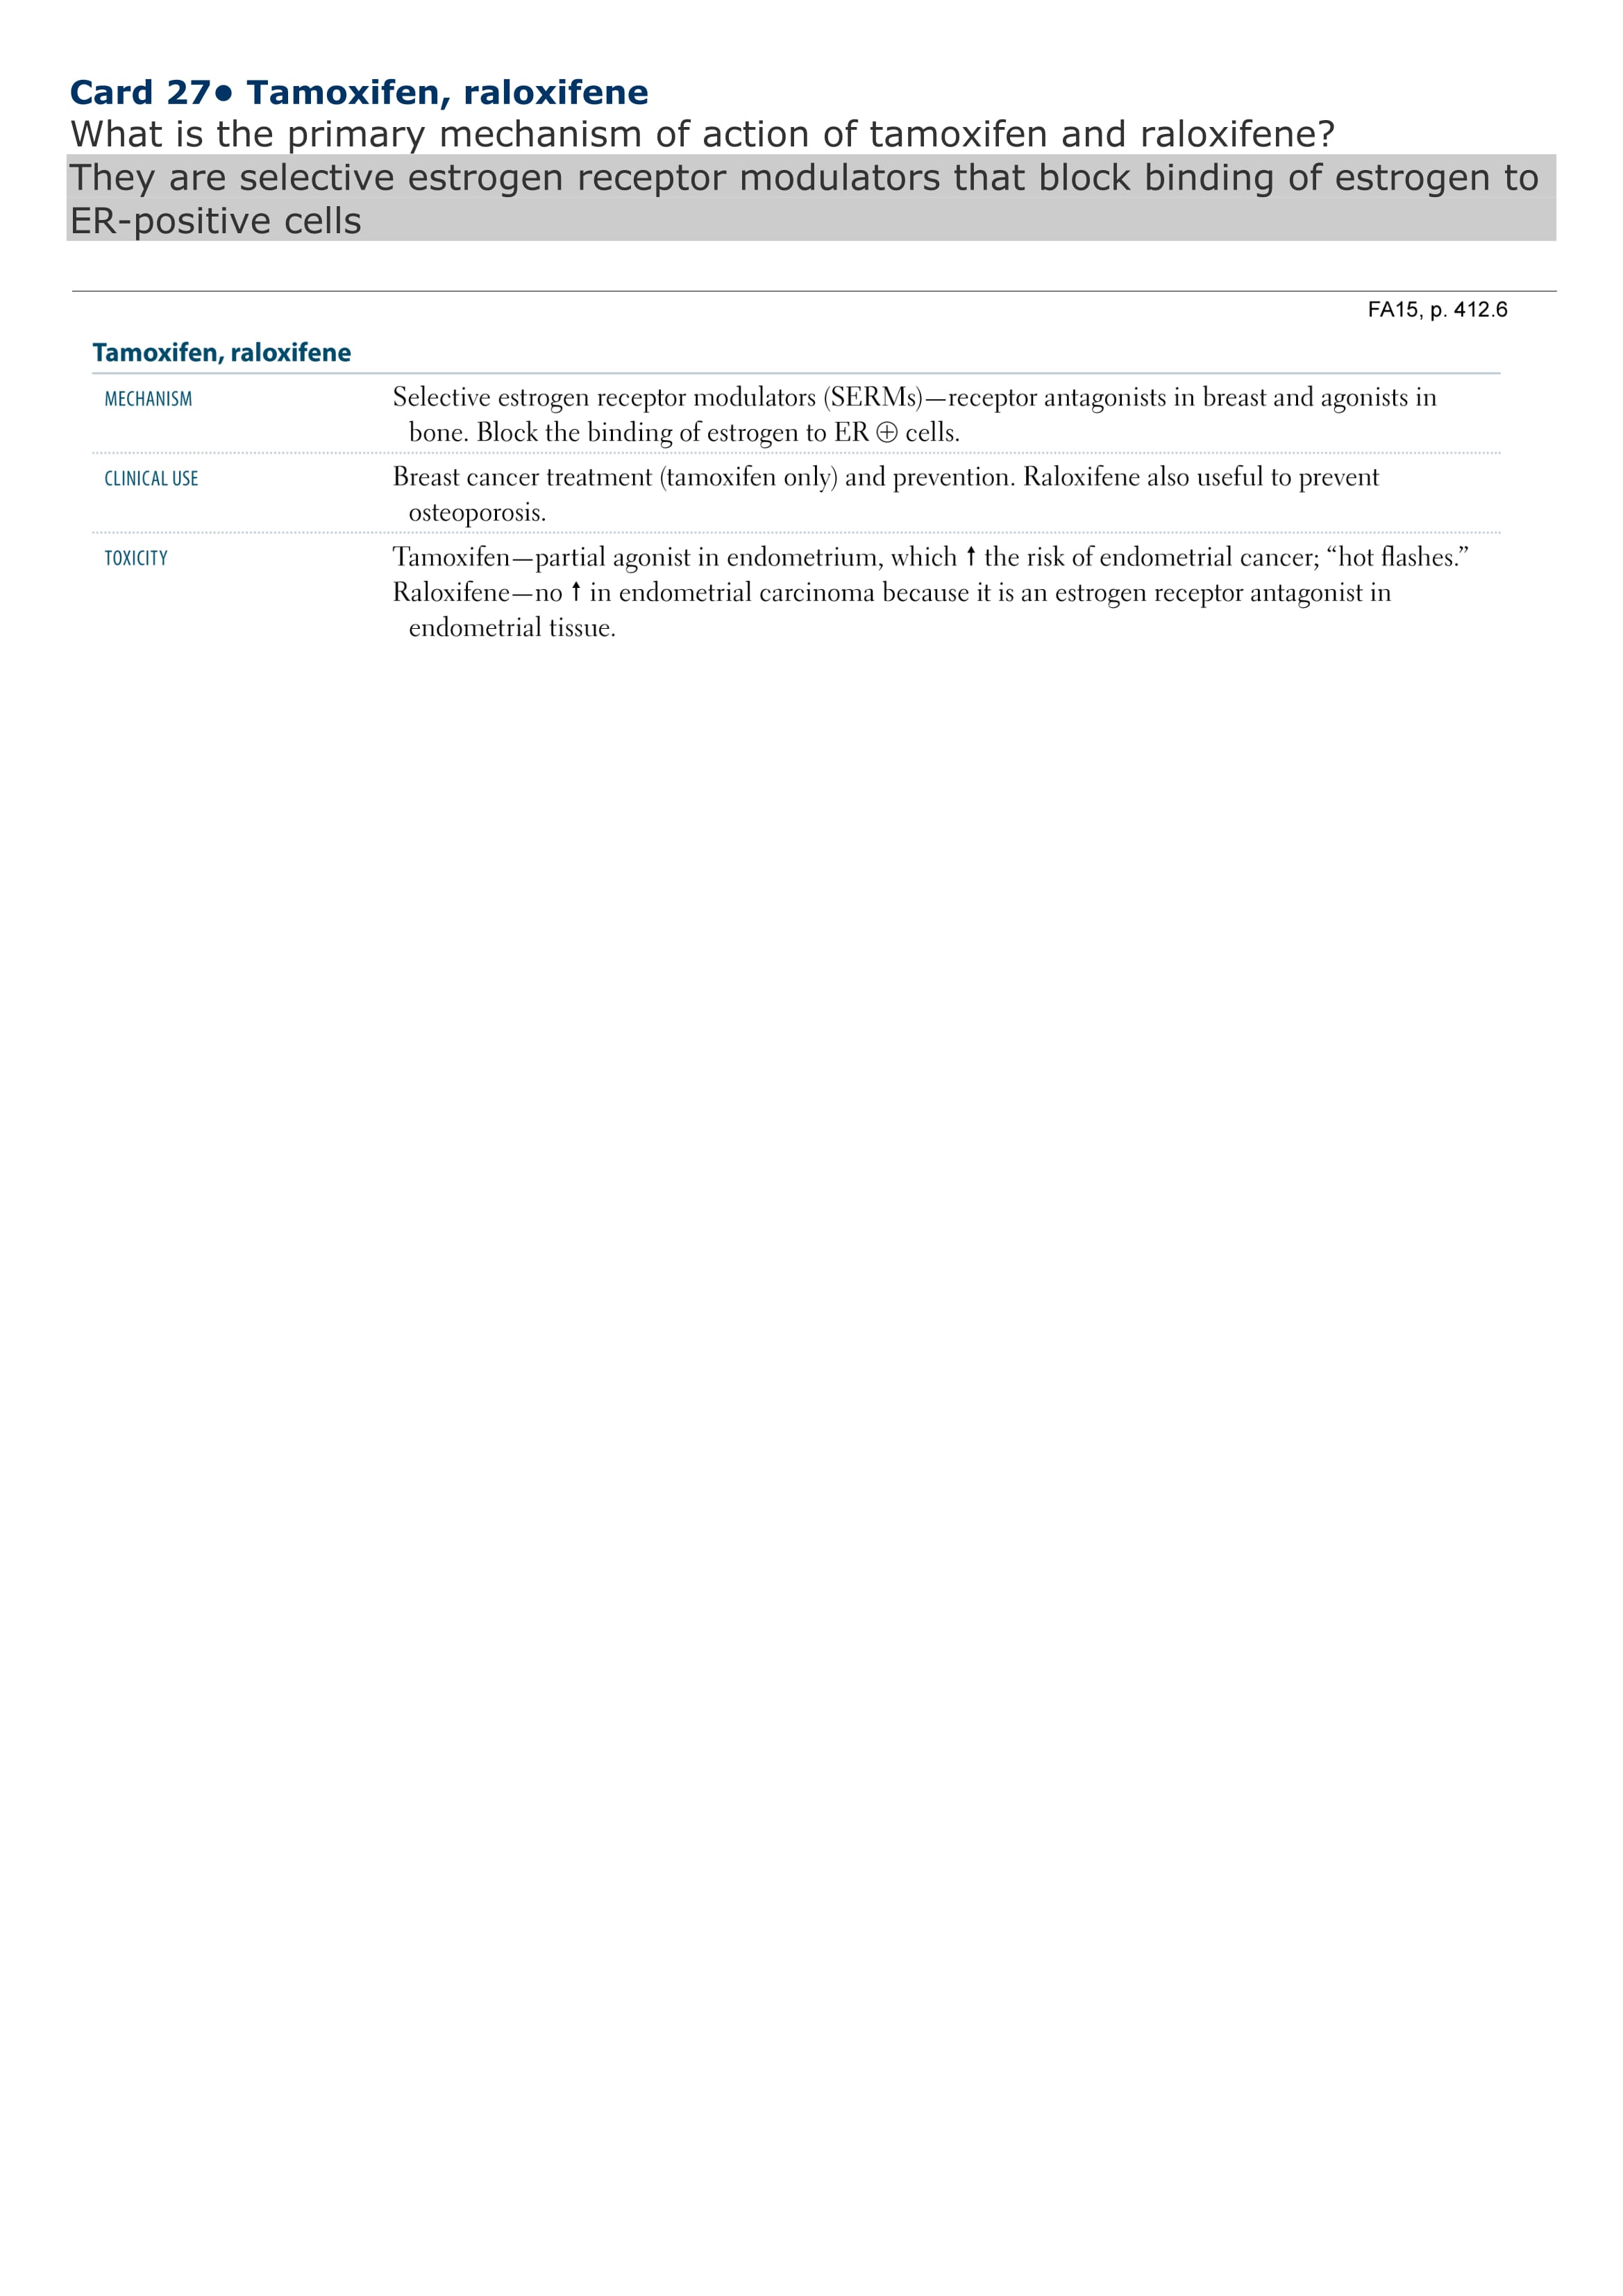 Card 27● Tamoxifen, raloxifene
What is the primary mechanism of action of tamoxifen and raloxifene?
They are selective estrogen receptor modulators that block binding of estrogen to
ER-positive cells
FA15, p. 412.6
Tamoxifen, raloxifene
MECHANISM Selective estrogen receptor modulators (SERMs)—receptor antagonists in breast and agonists in
bone. Block the binding of estrogen to ER ⊕ cells.
CLINICAL USE Breast cancer treatment (tamoxifen only) and prevention. Raloxifene also useful to prevent
osteoporosis.
TOXICITY Tamoxifen—partial agonist in endometrium, which ↑ the risk of endometrial cancer; “hot flashes.”
Raloxifene—no ↑ in endometrial carcinoma because it is an estrogen receptor antagonist in
endometrial tissue.